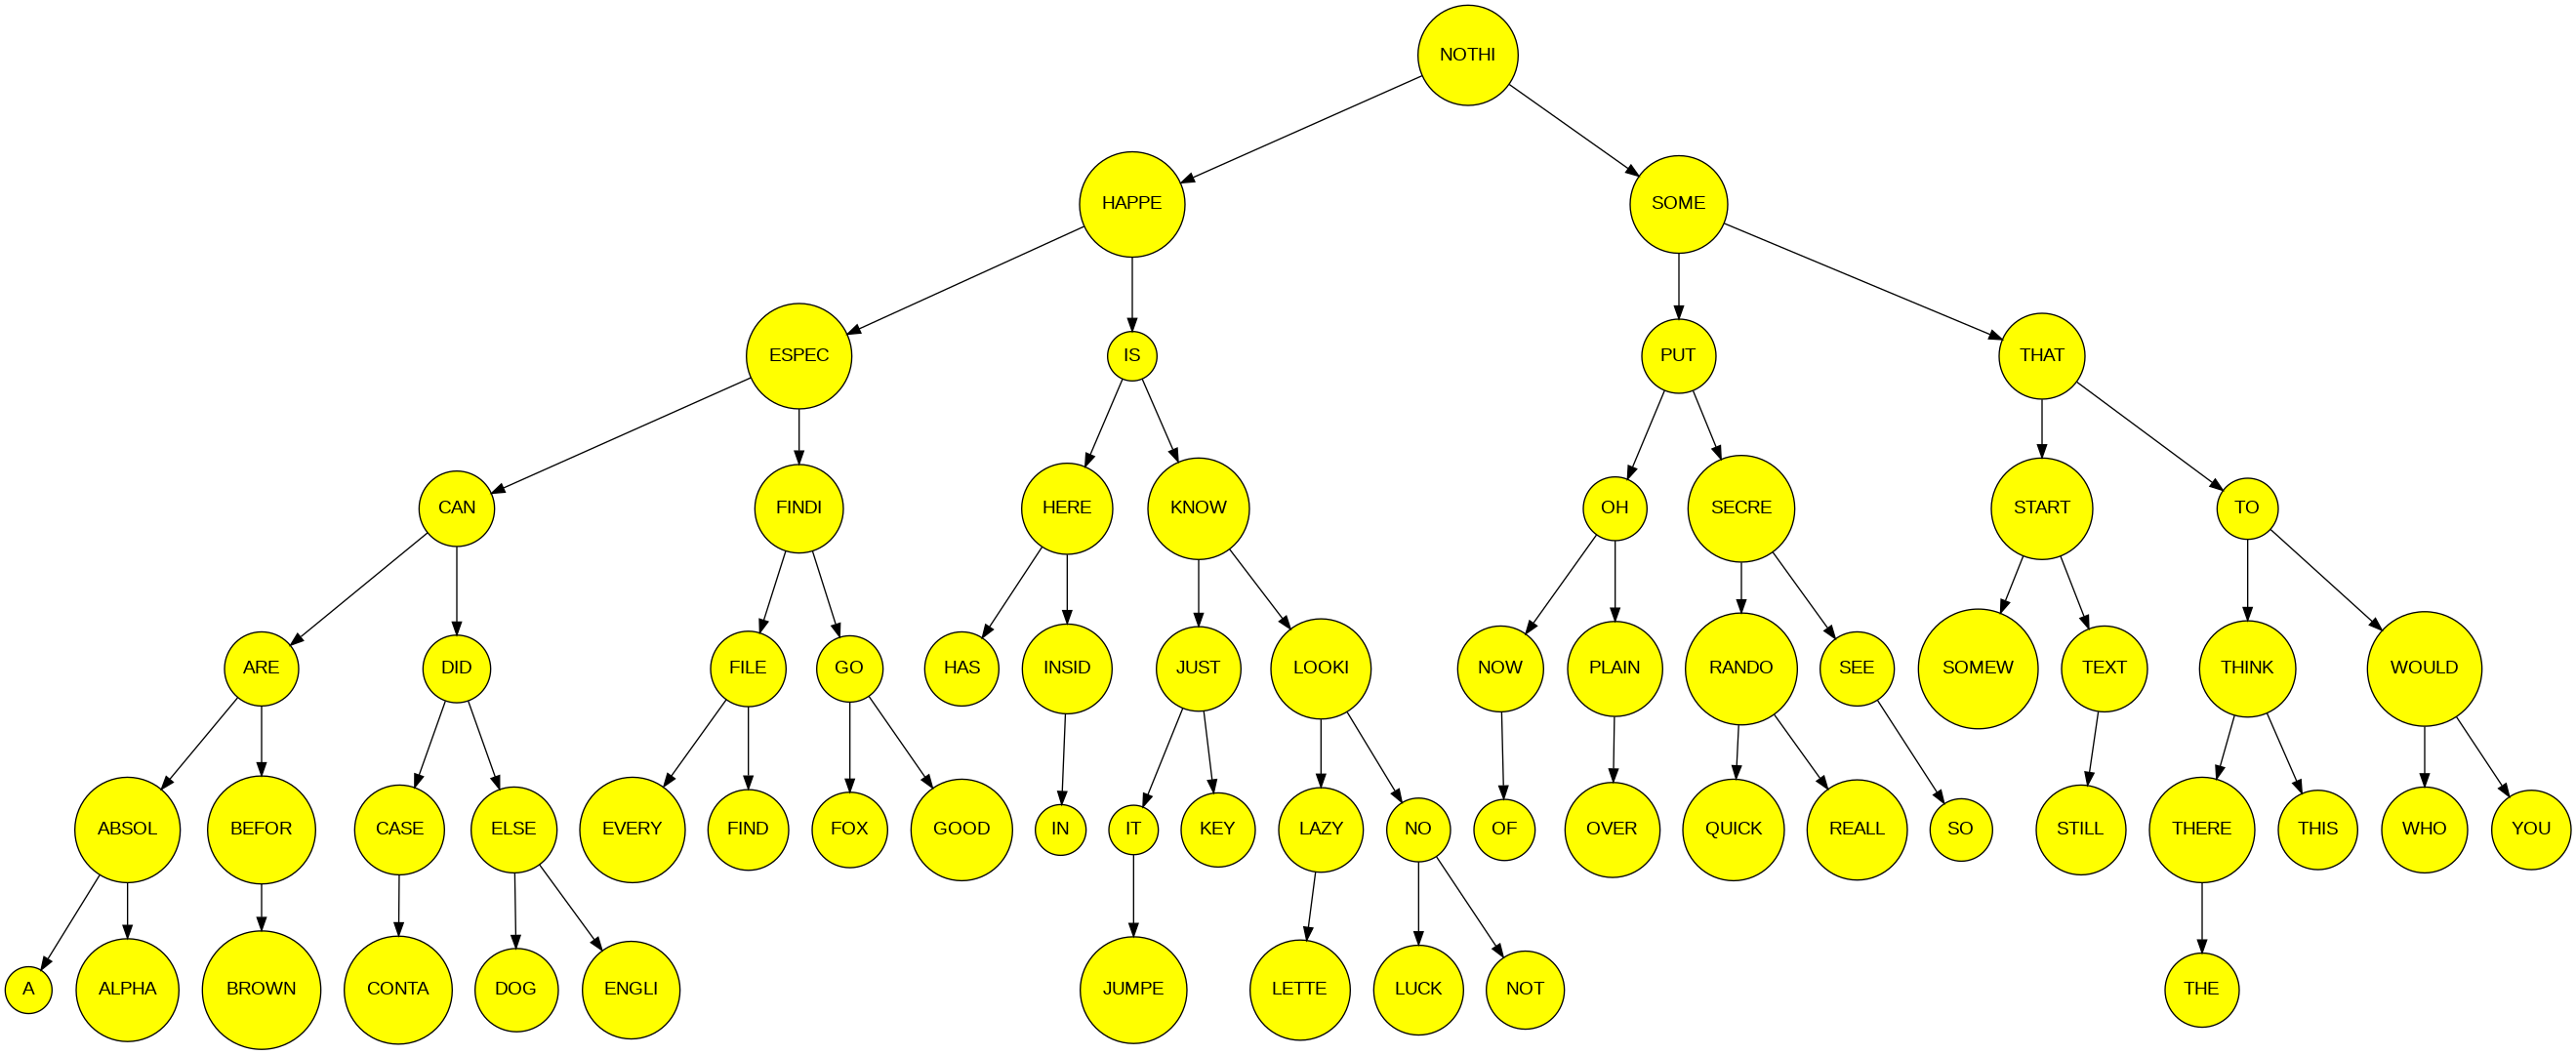 NOTHI
HAPPE SOME
ESPEC IS PUT THAT
CAN FINDI HERE KNOW OH SECRE START TO
ARE DID FILE GO HAS INSID JUST LOOKI NOW PLAIN RANDO SEE SOMEW TEXT THINK WOULD
ABSOL BEFOR CASE ELSE EVERY FIND FOX GOOD IN IT KEY LAZY NO OF OVER QUICK REALL SO STILL THERE THIS WHO YOU
A ALPHA BROWN CONTA DOG ENGLI JUMPE LETTE LUCK NOT THE